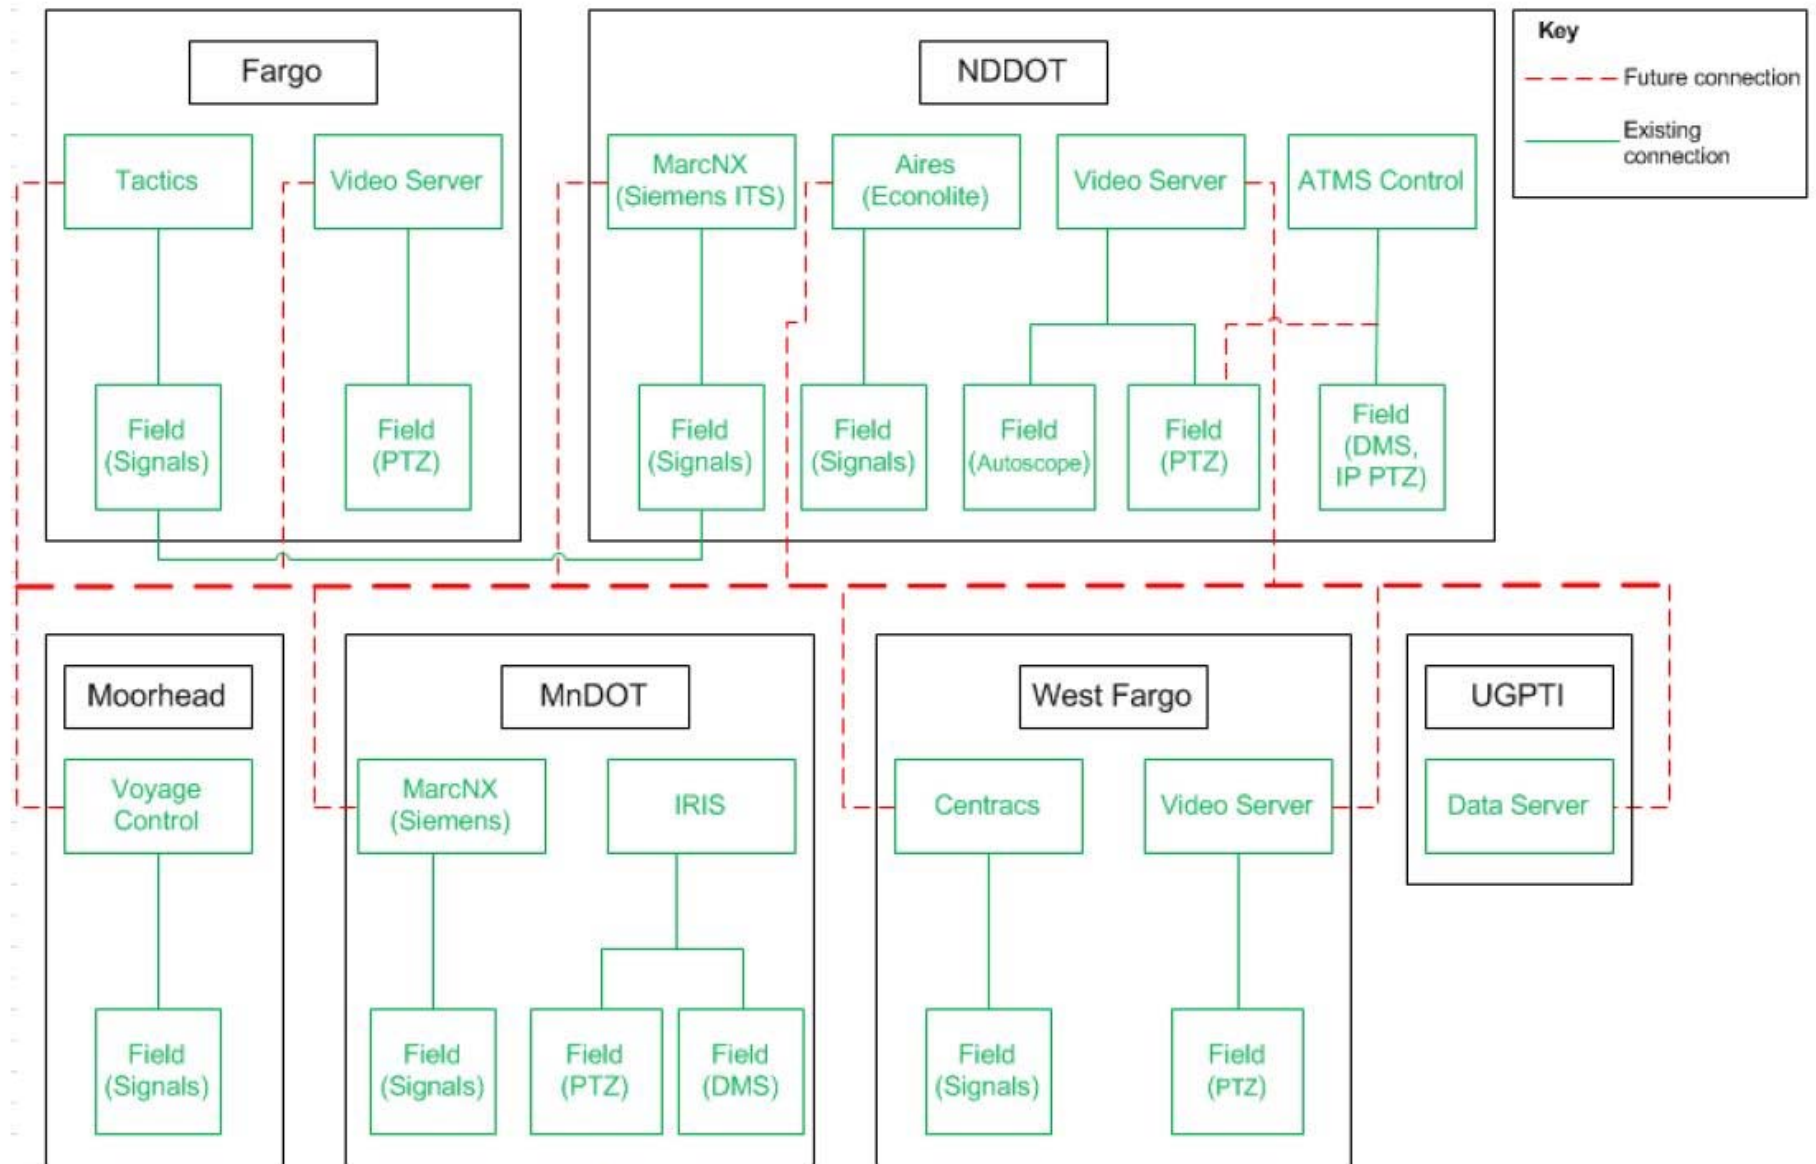 Fargo
NDDOT
Key
Future connection
Existing
connection
Tactics
Video Server
MarcNX
(Siemens ITS)
Aires
(Econolite)
Video Server
ATMS Control
Field
(Signals)
Field
(PTZ)
Field
(Signals)
Field
(Signals)
Field
(Autoscope)
Field
(PTZ)
Field
(DMS,
IP PTZ)
Moorhead
MnDOT
West Fargo
UGPTI
Voyage
Control
MarcNX
(Siemens)
IRIS
Centracs
Video Server
Data Server
Field
(Signals)
Field
(Signals)
Field
(PTZ)
Field
(DMS)
Field
(Signals)
Field
(PTZ)